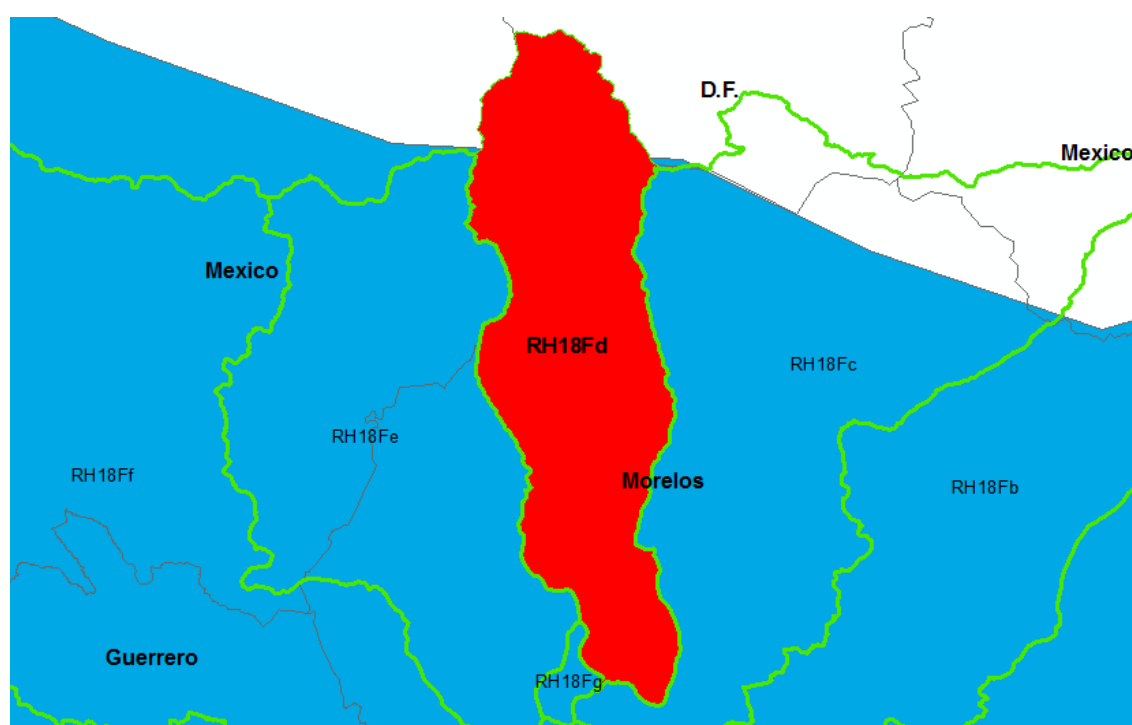 D.F.
Mexico
Mexico
RH18Fd
RH18Fc
RH18Fe
RH18Ff
Morelos
RH18Fb
Guerrero
RH18Fg